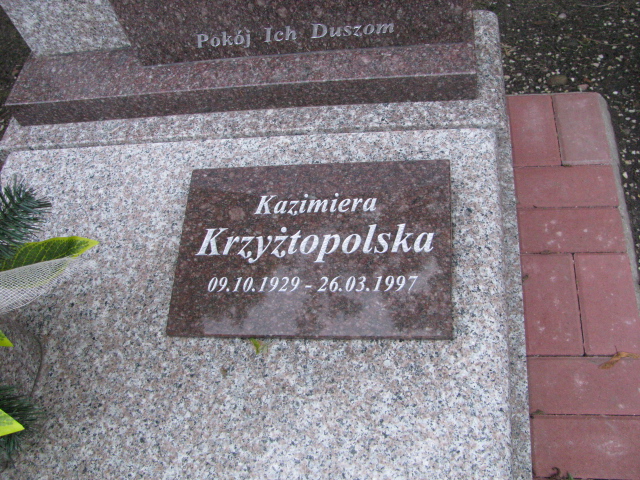 Pokój Ich Duszom
Kazimiera
Krzyżtopolska
09.10.1929 - 26.03.1997